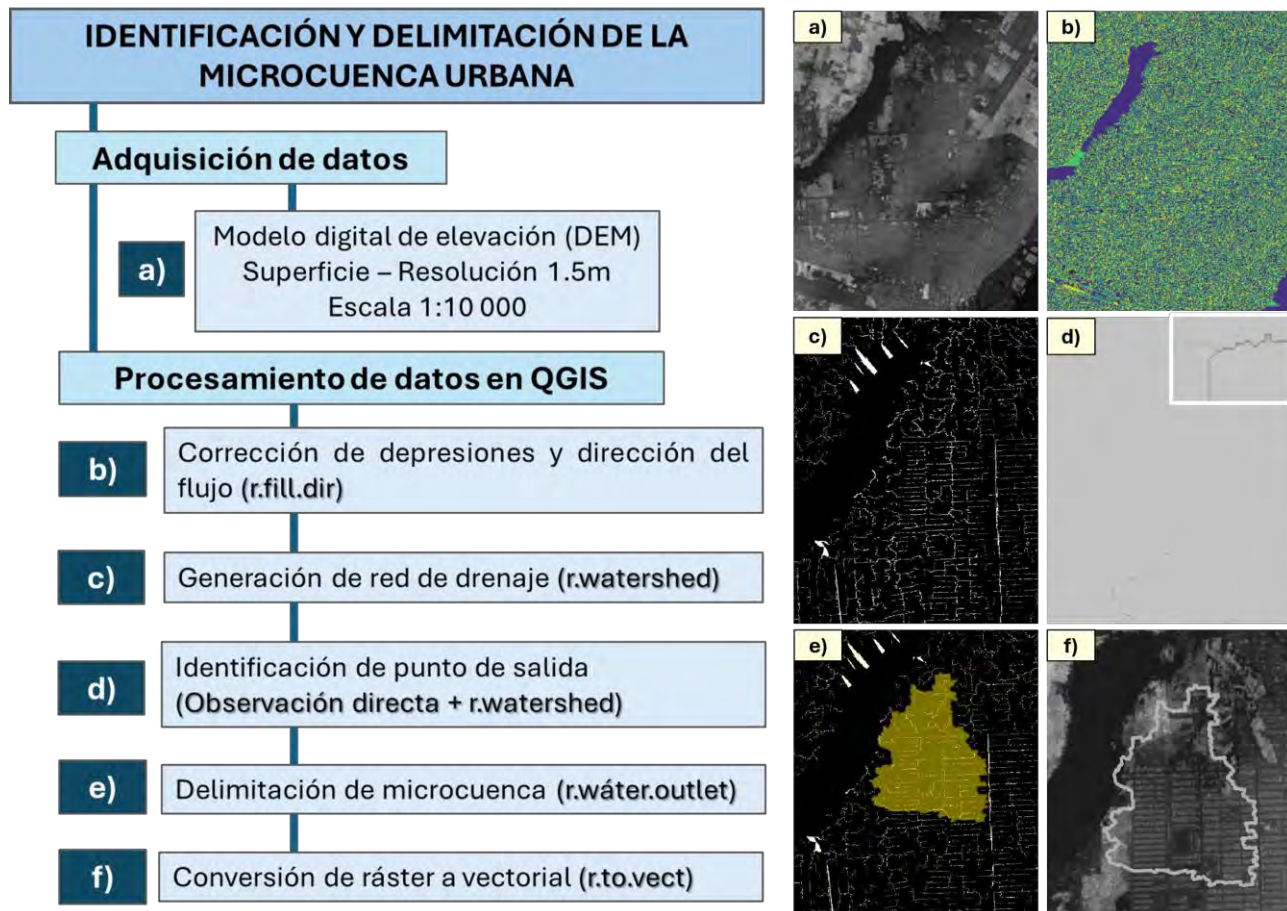 IDENTIFICACIÓN Y DELIMITACIÓN DE LA
MICROCUENCA URBANA
Adquisición de datos
a)
Modelo digital de elevación (DEM)
Superficie – Resolución 1.5m
Escala 1:10 000
Procesamiento de datos en QGIS
b)
Corrección de depresiones y dirección del
flujo (r.fill.dir)
c)
Generación de red de drenaje (r.watershed)
d)
Identificación de punto de salida
(Observación directa + r.watershed)
e)
Delimitación de microcuenca (r.wáter.outlet)
f)
Conversión de ráster a vectorial (r.to.vect)
a)
b)
c)
d)
e)
f)